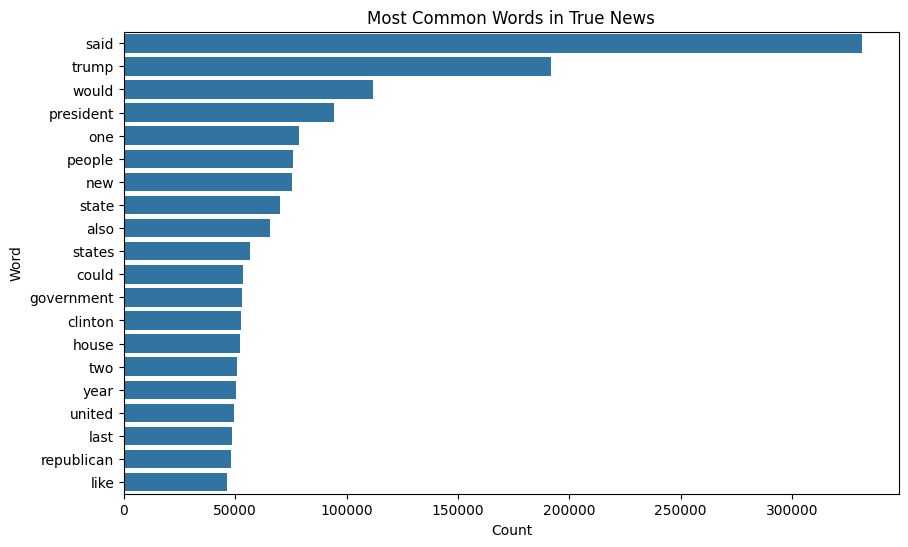 Most Common Words in True News
said
trump
would
president
one
people
new
state
also
states
could
government
clinton
house
two
year
united
last
republican
like
Word
0 50000 100000 150000 200000 250000 300000
Count